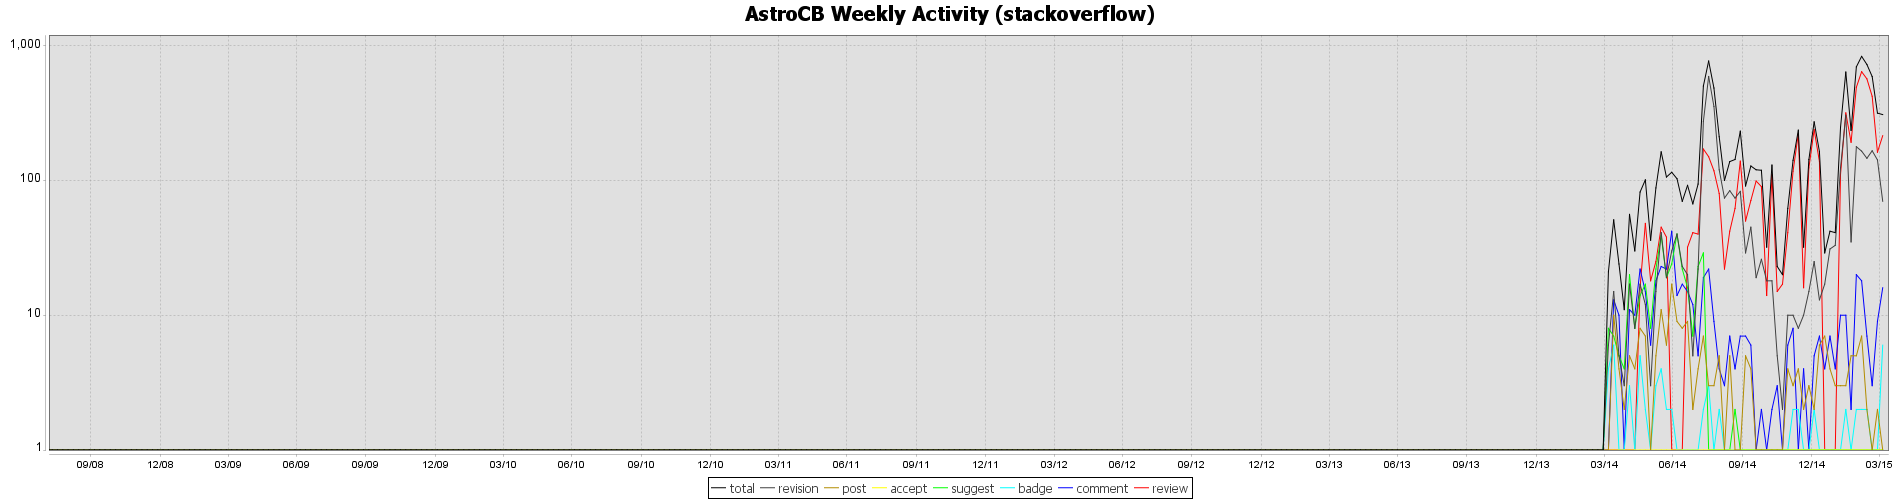 AstroCB Weekly Activity (stackoverflow)
1,000
100
10
1
09/08 12/08 03/09 06/09 09/09 12/09 03/10 06/10 09/10 12/10 03/11 06/11 09/11 12/11 03/12 06/12 09/12 12/12 03/13 06/13 09/13 12/13 03/14 06/14 09/14 12/14 03/15
total revision post accept suggest badge comment review